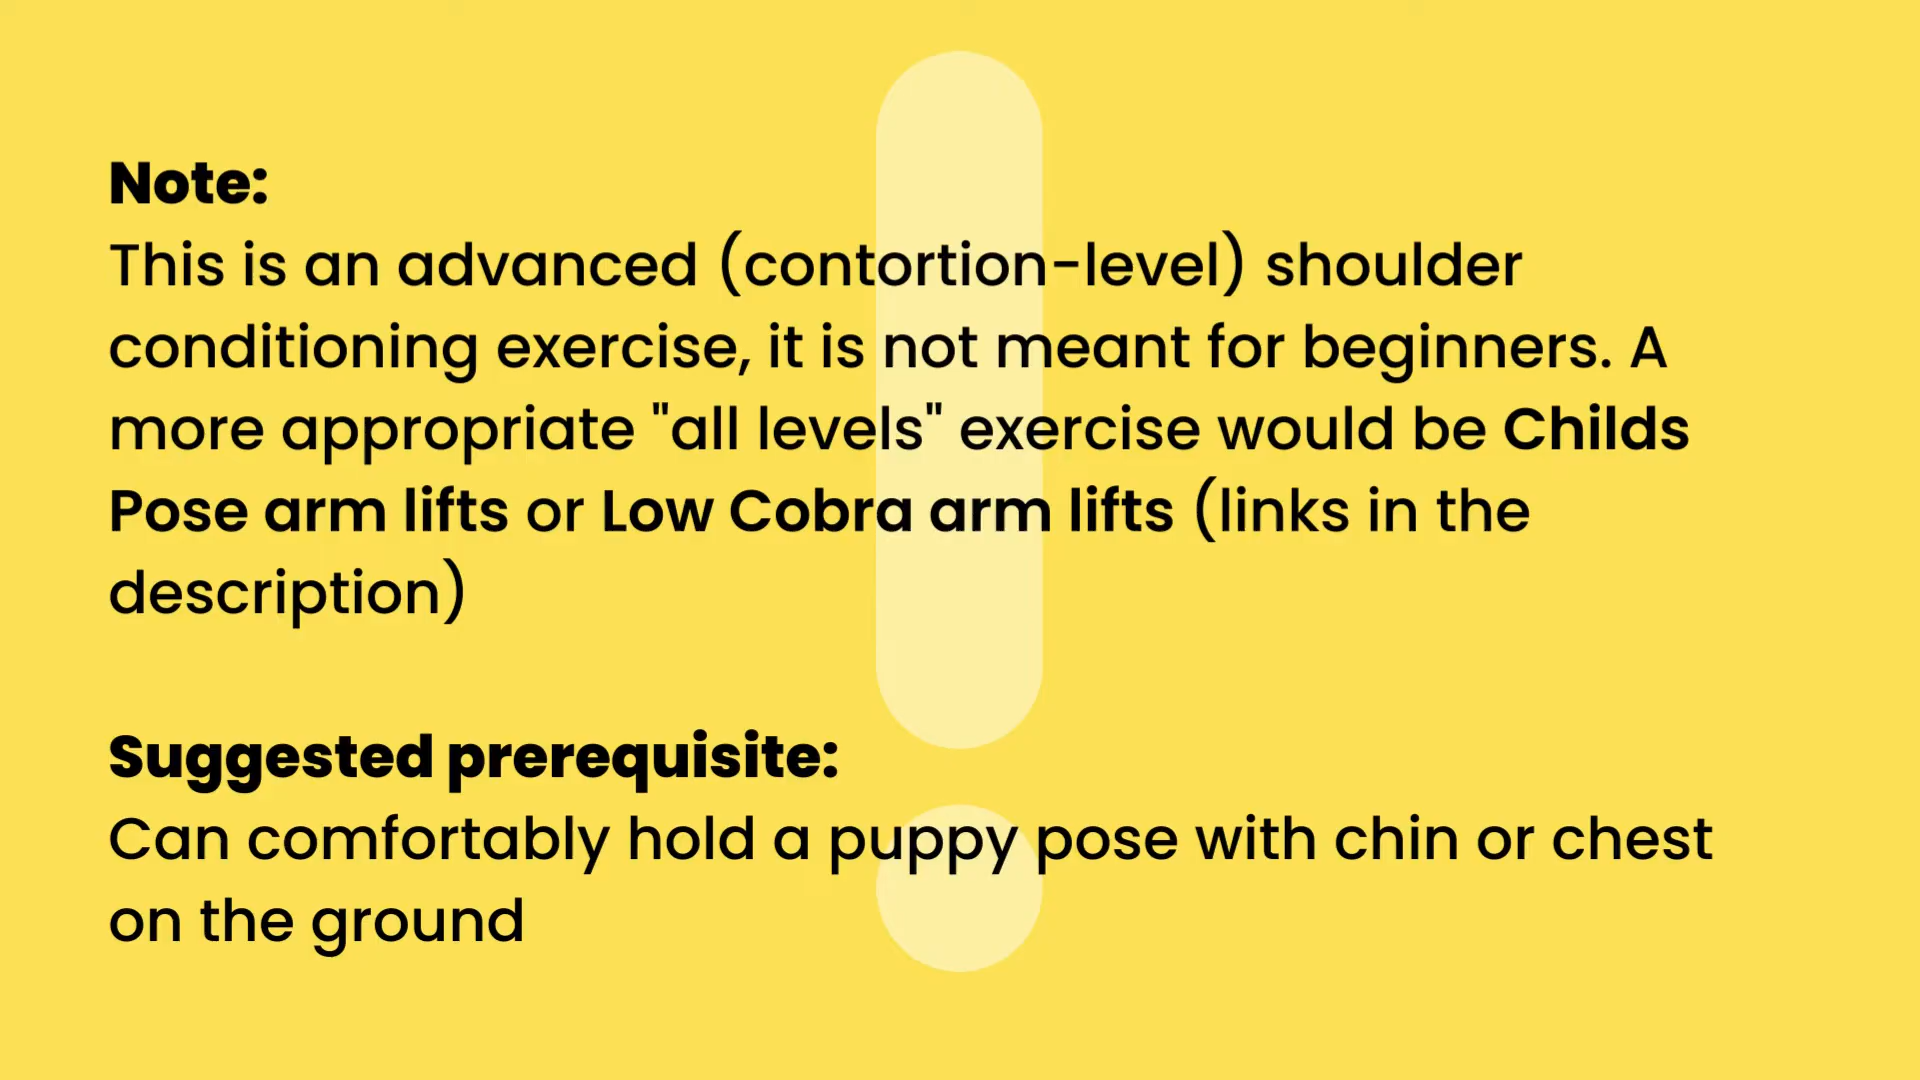 Note:
This is an advanced (contortion-level) shoulder
conditioning exercise, it is not meant for beginners. A
more appropriate "all levels" exercise would be Childs
Pose arm lifts or Low Cobra arm lifts (links in the
description)
Suggested prerequisite:
Can comfortably hold a puppy pose with chin or chest
on the ground